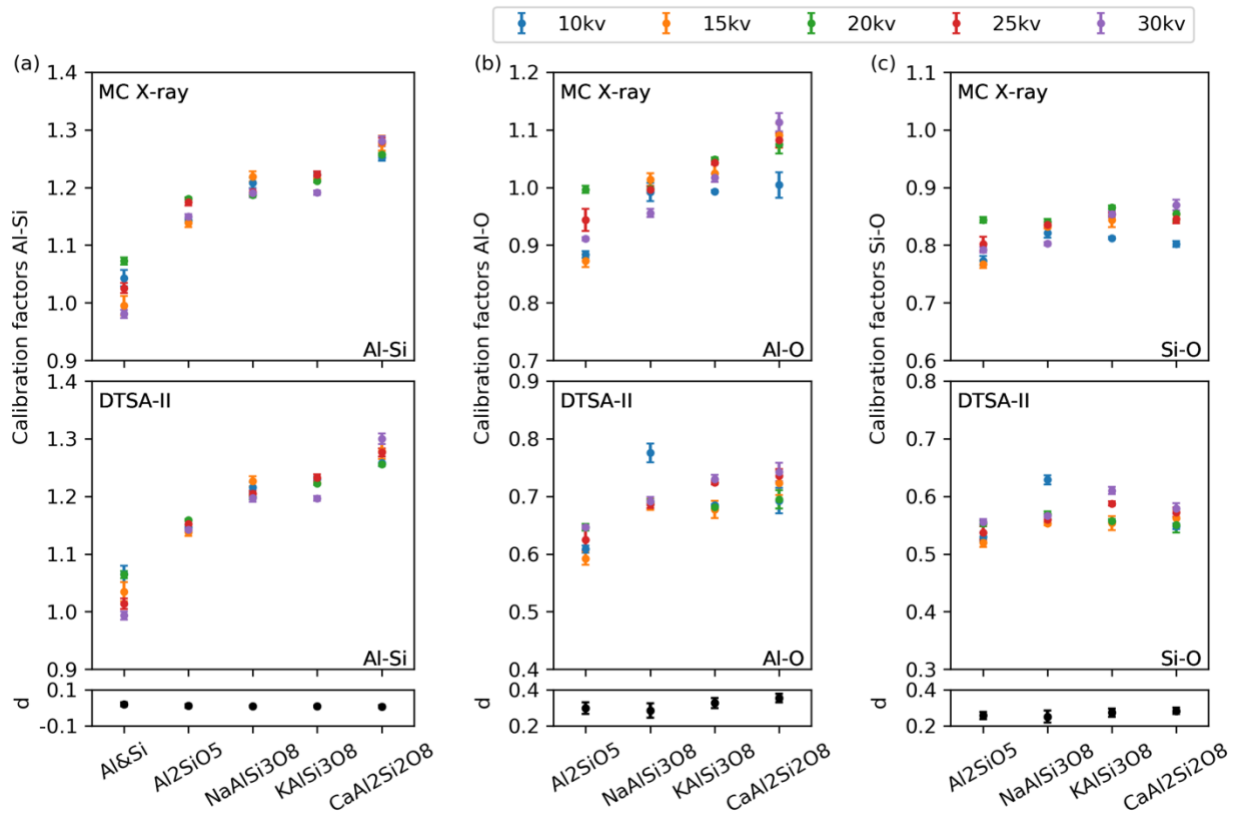 10kv 15kv 20kv 25kv 30kv
(a) (b) (c)
1.4 1.2 1.1
MC X-ray MC X-ray MC X-ray
1.3 1.1 1.0
1.2 1.0 0.9
1.1 0.9 0.8
1.0 0.8 0.7
0.9 0.7 0.6
Al-Si Al-O Si-O
Calibration factors Al-Si Calibration factors Al-O Calibration factors Si-O
1.4 0.9 0.8
DTSA-II DTSA-II DTSA-II
1.3 0.8 0.7
1.2 0.7 0.6
1.1 0.6 0.5
1.0 0.5 0.4
0.9 0.4 0.3
Al-Si Al-O Si-O
d d d
0.1 0.4 0.4
-0.1 0.2 0.2
Al&Si Al2SiO5 NaAlSi3O8 KAlSi3O8 CaAl2Si2O8
Al2SiO5 NaAlSi3O8 KAlSi3O8 CaAl2Si2O8
Al2SiO5 NaAlSi3O8 KAlSi3O8 CaAl2Si2O8